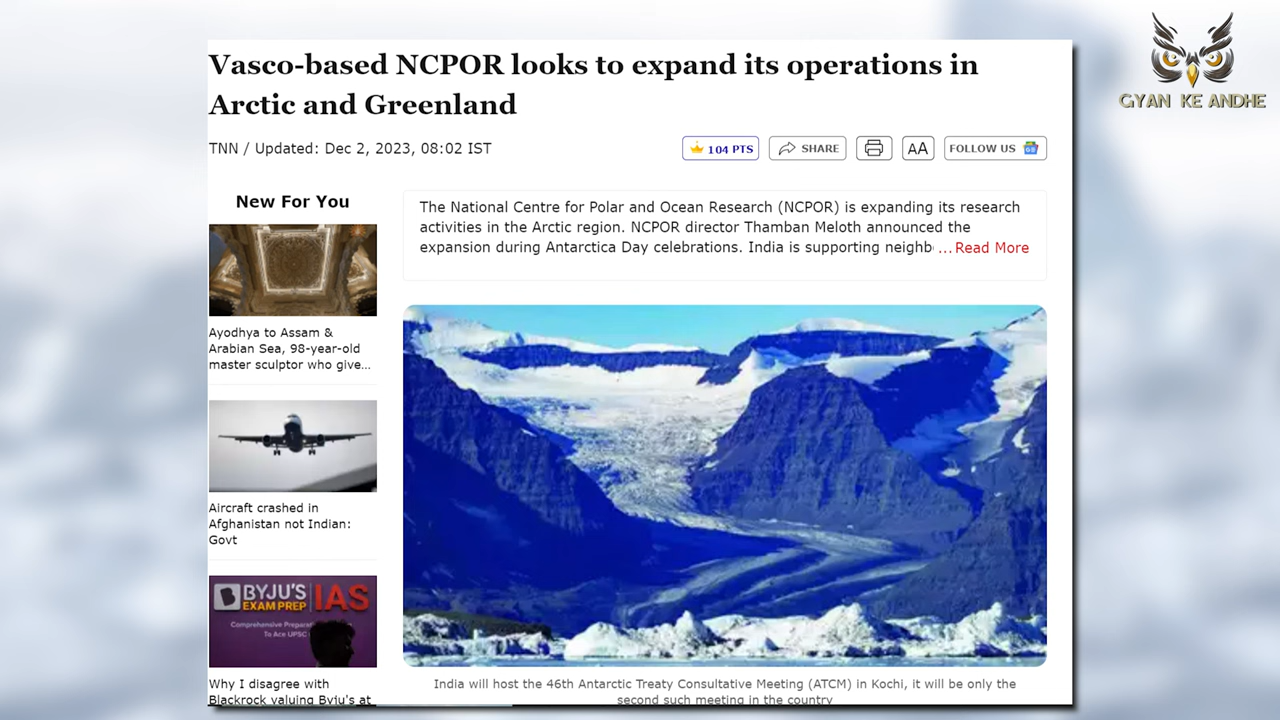 Vasco-based NCPOR looks to expand its operations in
Arctic and Greenland
TNN / Updated: Dec 2, 2023, 08:02 IST
104 PTS
SHARE
AA
FOLLOW US
GYAN KE ANDHE
New For You
Ayodhya to Assam &
Arabian Sea, 98-year-old
master sculptor who give...
Aircraft crashed in
Afghanistan not Indian:
Govt
BYJU'S
EXAM PREP
IAS
Comprehensive
To Ace UPSC
Why I disagree with
Blackrock valuing Byju's at
The National Centre for Polar and Ocean Research (NCPOR) is expanding its research
activities in the Arctic region. NCPOR director Thamban Meloth announced the
expansion during Antarctica Day celebrations. India is supporting neighb ...Read More
India will host the 46th Antarctic Treaty Consultative Meeting (ATCM) in Kochi, it will be only the
second such meeting in the country